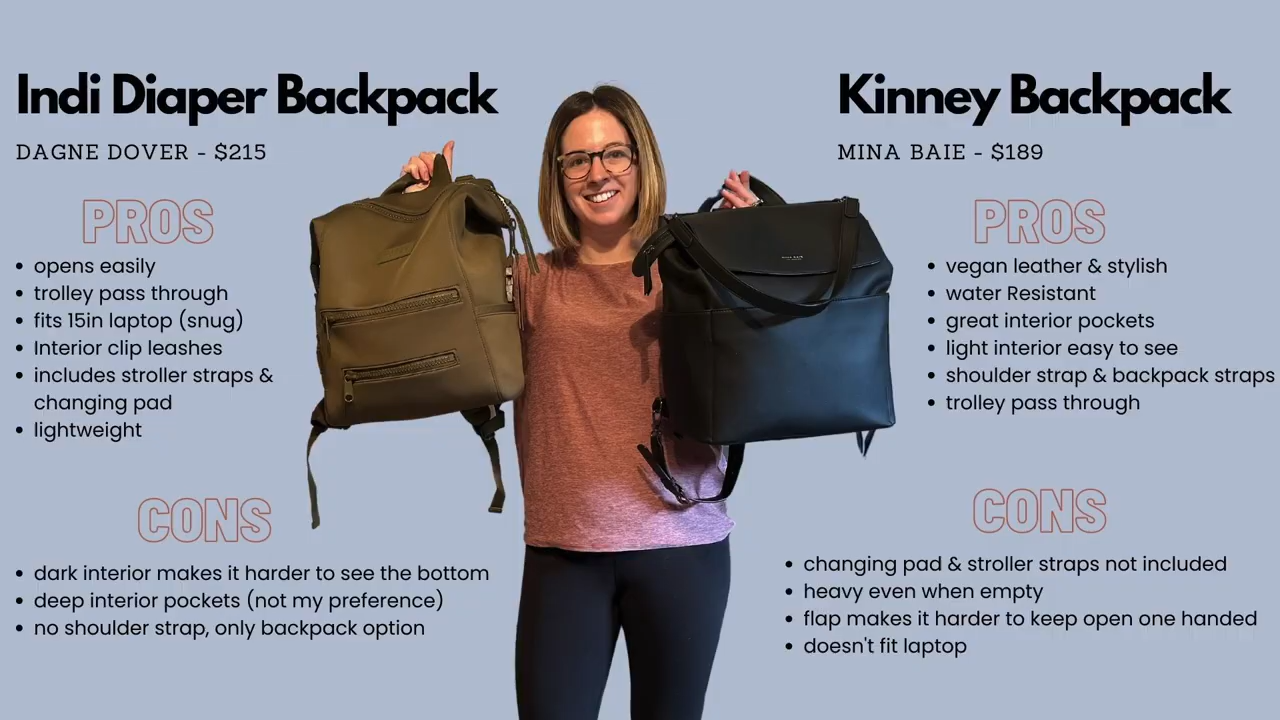 Indi Diaper Backpack
DAGNE DOVER - $215
PROS
• opens easily
• trolley pass through
• fits 15in laptop (snug)
• Interior clip leashes
• includes stroller straps &
changing pad
• lightweight
CONS
• dark interior makes it harder to see the bottom
• deep interior pockets (not my preference)
• no shoulder strap, only backpack option
Kinney Backpack
MINA BAIE - $189
PROS
• vegan leather & stylish
• water Resistant
• great interior pockets
• light interior easy to see
• shoulder strap & backpack straps
• trolley pass through
CONS
• changing pad & stroller straps not included
• heavy even when empty
• flap makes it harder to keep open one handed
• doesn't fit laptop
MINA BAIE